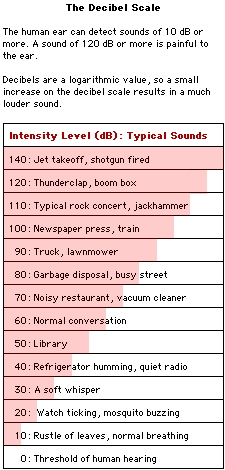 The Decibel Scale
The human ear can detect sounds of 10 dB or
more. A sound of 120 dB or more is painful to
the ear.
Decibels are a logarithmic value, so a small
increase on the decibel scale results in a much
louder sound.
Intensity Level (dB): Typical Sounds
140: Jet takeoff, shotgun fired
120: Thunderclap, boom box
110: Typical rock concert, jackhammer
100: Newspaper press, train
90: Truck, lawnmower
80: Garbage disposal, busy street
70: Noisy restaurant, vacuum cleaner
60: Normal conversation
50: Library
40: Refrigerator humming, quiet radio
30: A soft whisper
20: Watch ticking, mosquito buzzing
10: Rustle of leaves, normal breathing
0: Threshold of human hearing